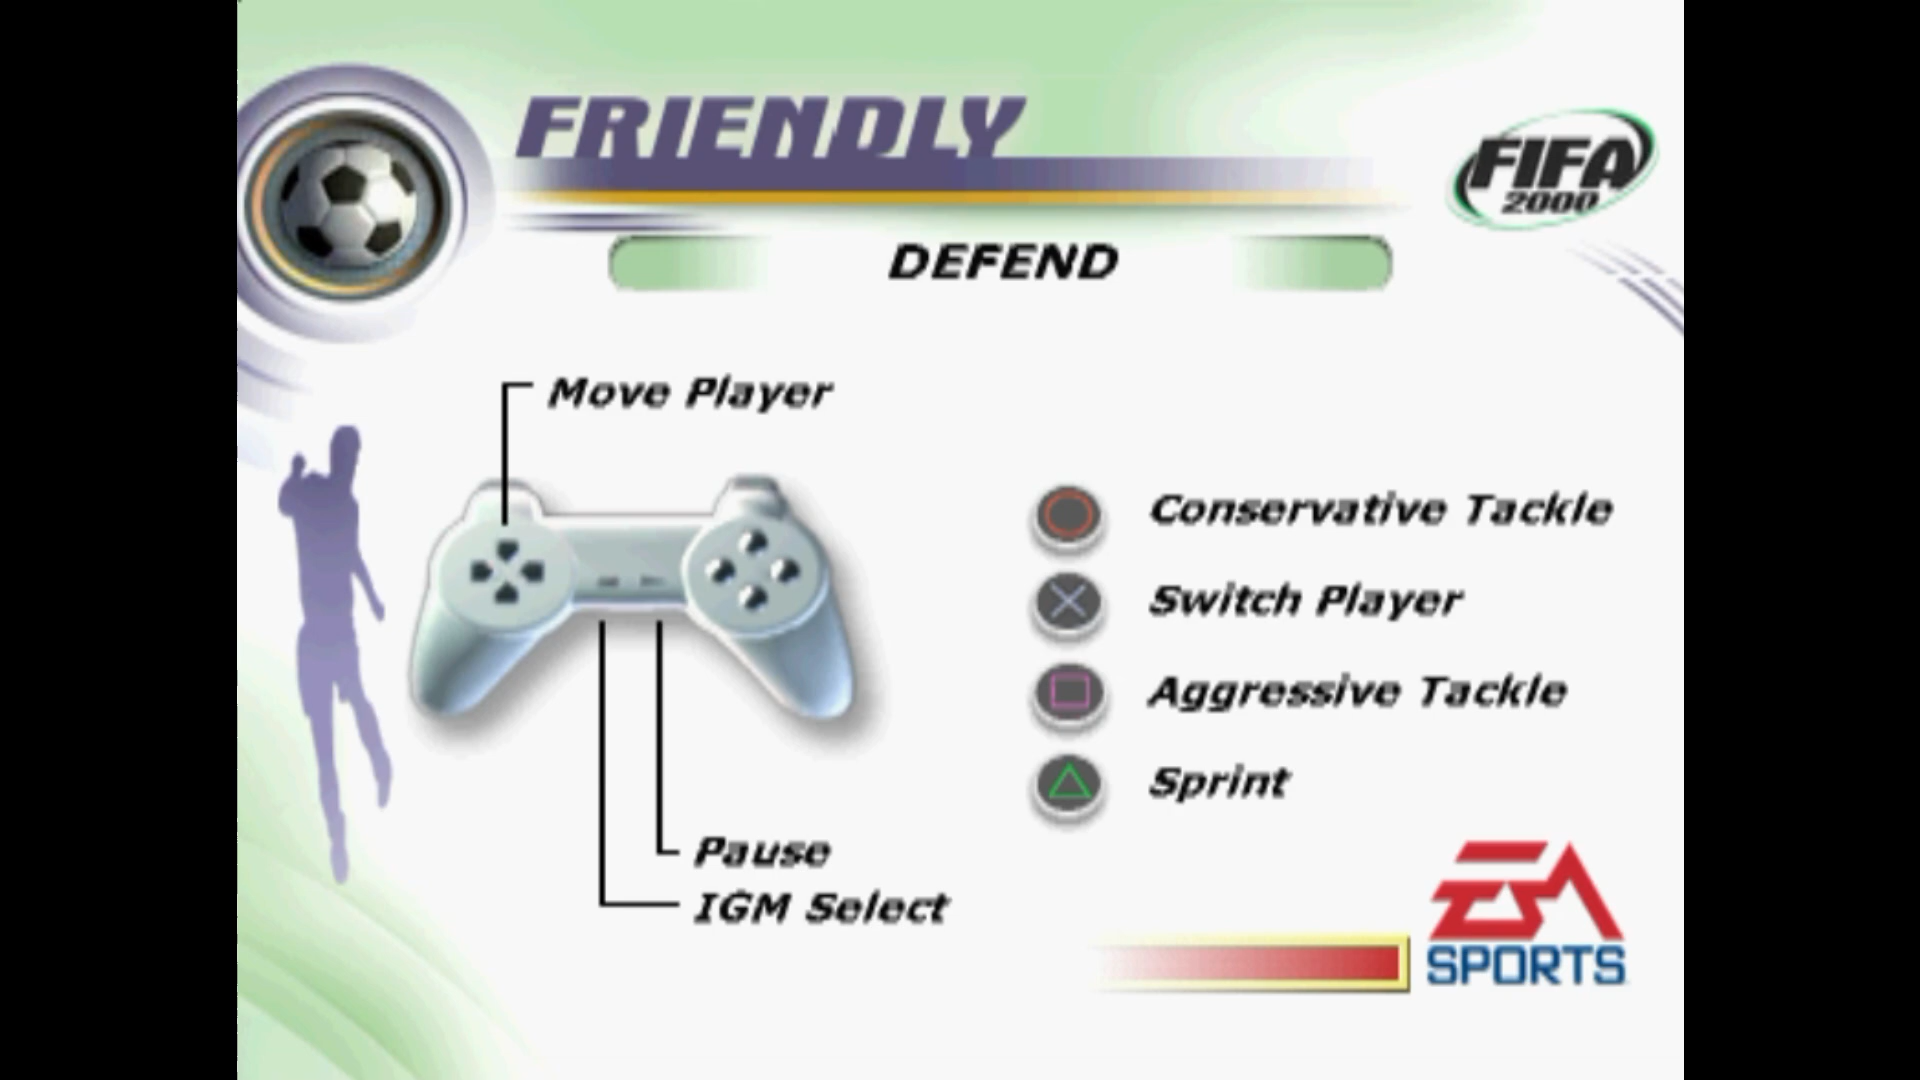 FRIENDLY
FIFA
2000
DEFEND
Move Player
Conservative Tackle
Switch Player
Aggressive Tackle
Sprint
Pause
IGM Select
EA
SPORTS